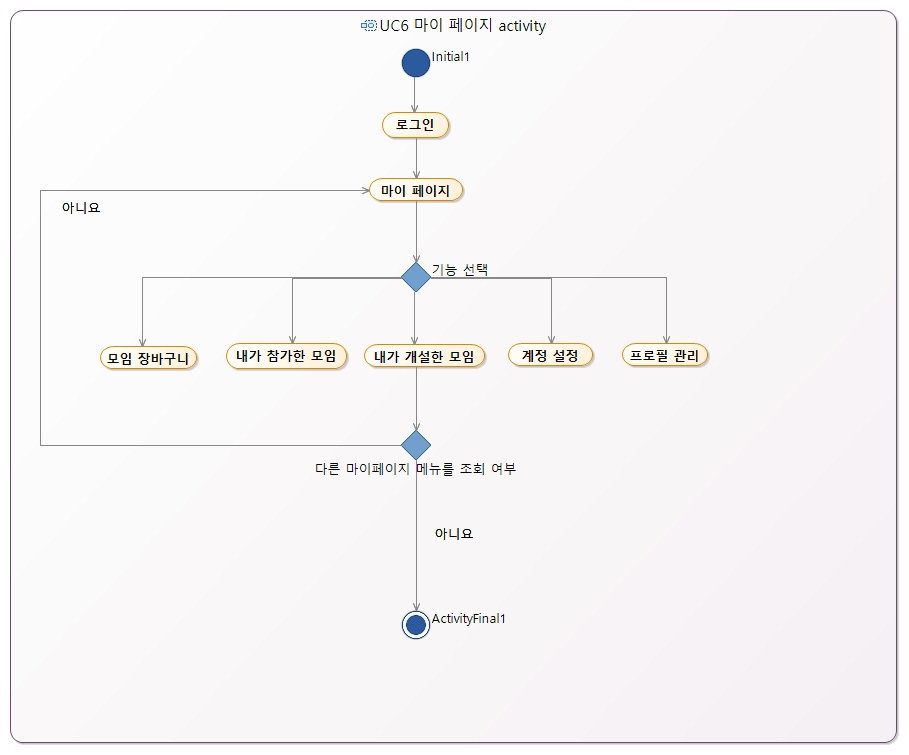 UC6 마이 페이지 activity
Initial1
로그인
마이 페이지
아니요
기능 선택
모임 장바구니
내가 참가한 모임
내가 개설한 모임
계정 설정
프로필 관리
다른 마이페이지 메뉴를 조회 여부
아니요
ActivityFinal1